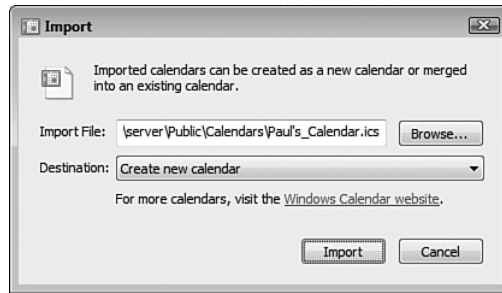 Import
Imported calendars can be created as a new calendar or merged
into an existing calendar.
Import File: \server\Public\Calendars\Paul's_Calendar.ics Browse...
Destination: Create new calendar
For more calendars, visit the Windows Calendar website.
Import Cancel